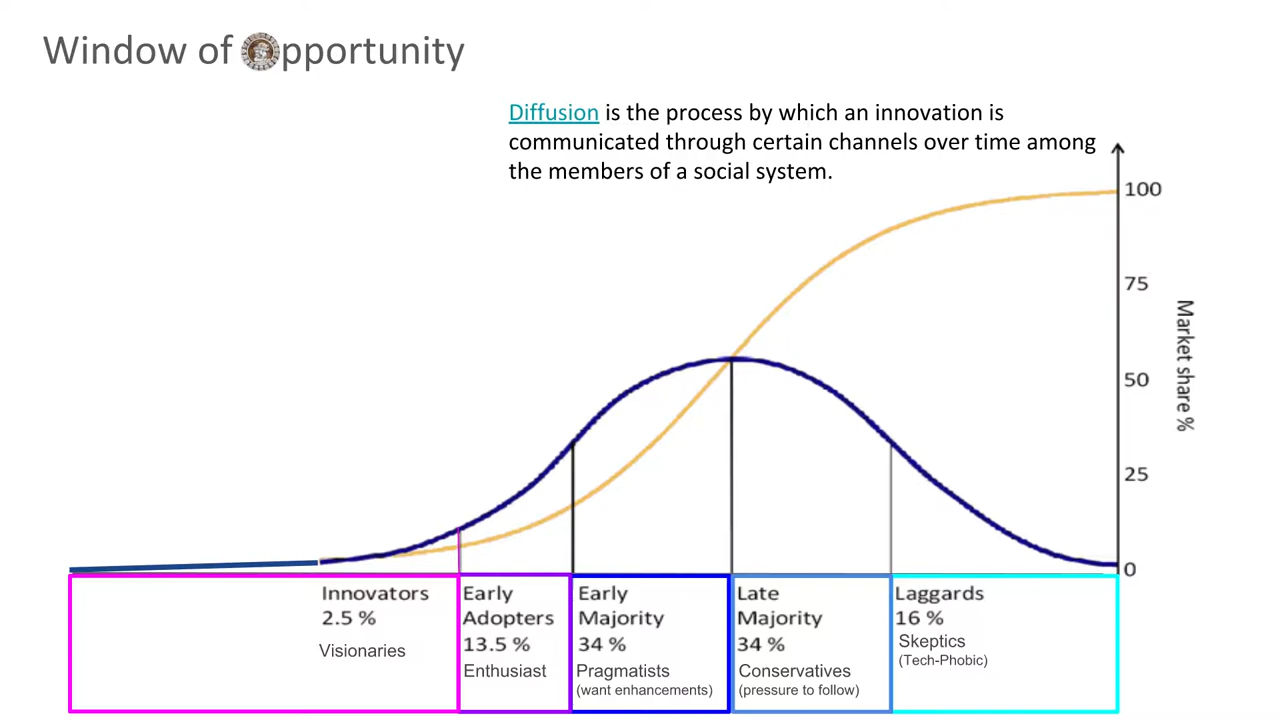 Window of pportunity
Diffusion is the process by which an innovation is
communicated through certain channels over time among
the members of a social system.
100
75
50
25
0
Market share %
Innovators
2.5 %
Visionaries
Early
Adopters
13.5 %
Enthusiast
Early
Majority
34 %
Pragmatists
(want enhancements)
Late
Majority
34 %
Conservatives
(pressure to follow)
Laggards
16 %
Skeptics
(Tech-Phobic)